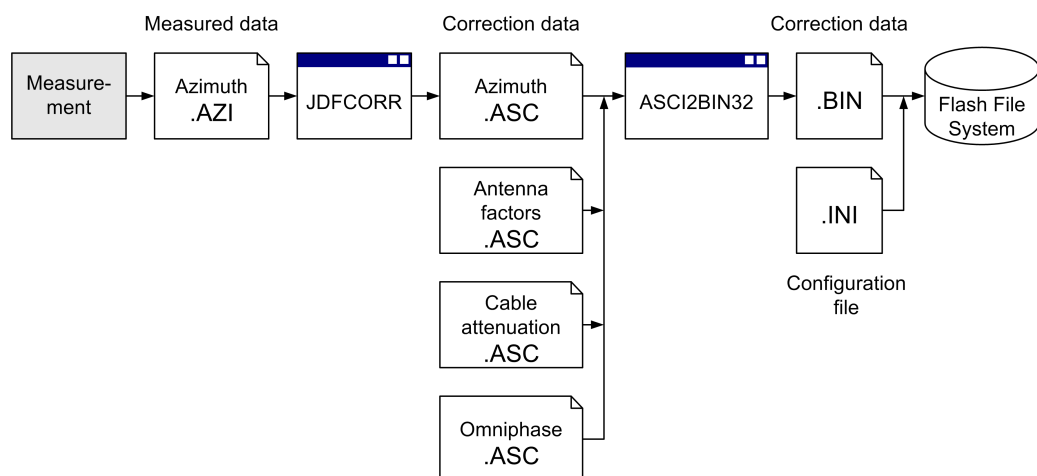 Measured data
Correction data
Correction data
Measure-
ment
Azimuth
.AZI
JDFCORR
Azimuth
.ASC
ASCI2BIN32
.BIN
Flash File
System
Antenna
factors
.ASC
.INI
Configuration
file
Cable
attenuation
.ASC
Omniphase
.ASC